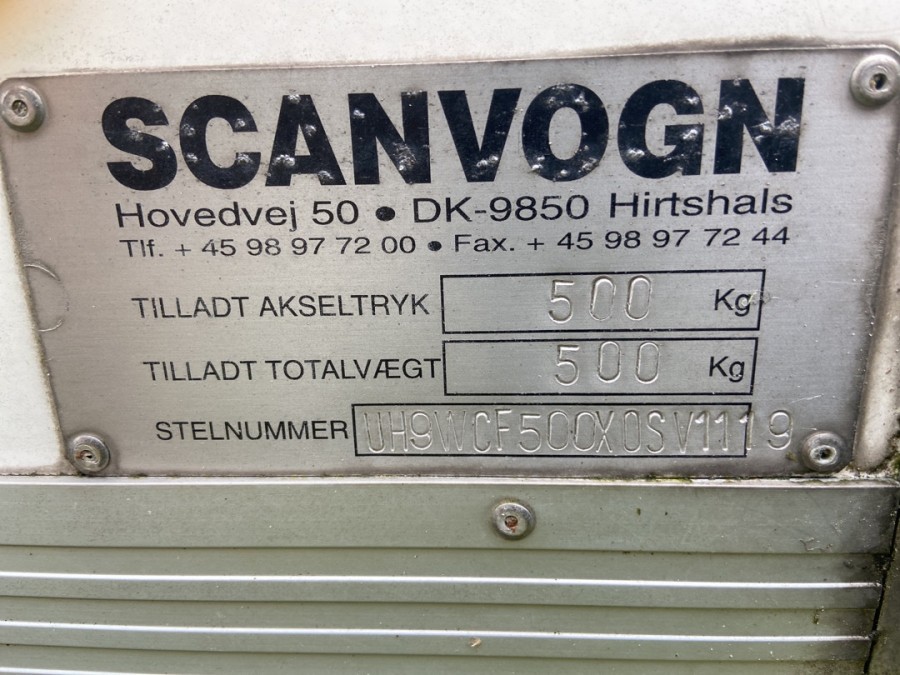 SCANVOGN
Hovedvej 50 • DK-9850 Hirtshals
Tlf. + 45 98 97 72 00 • Fax. + 45 98 97 72 44
TILLADT AKSELTRYK 500 Kg
TILLADT TOTALVÆGT 500 Kg
STELNUMMER UH9WCF500X0SV1119